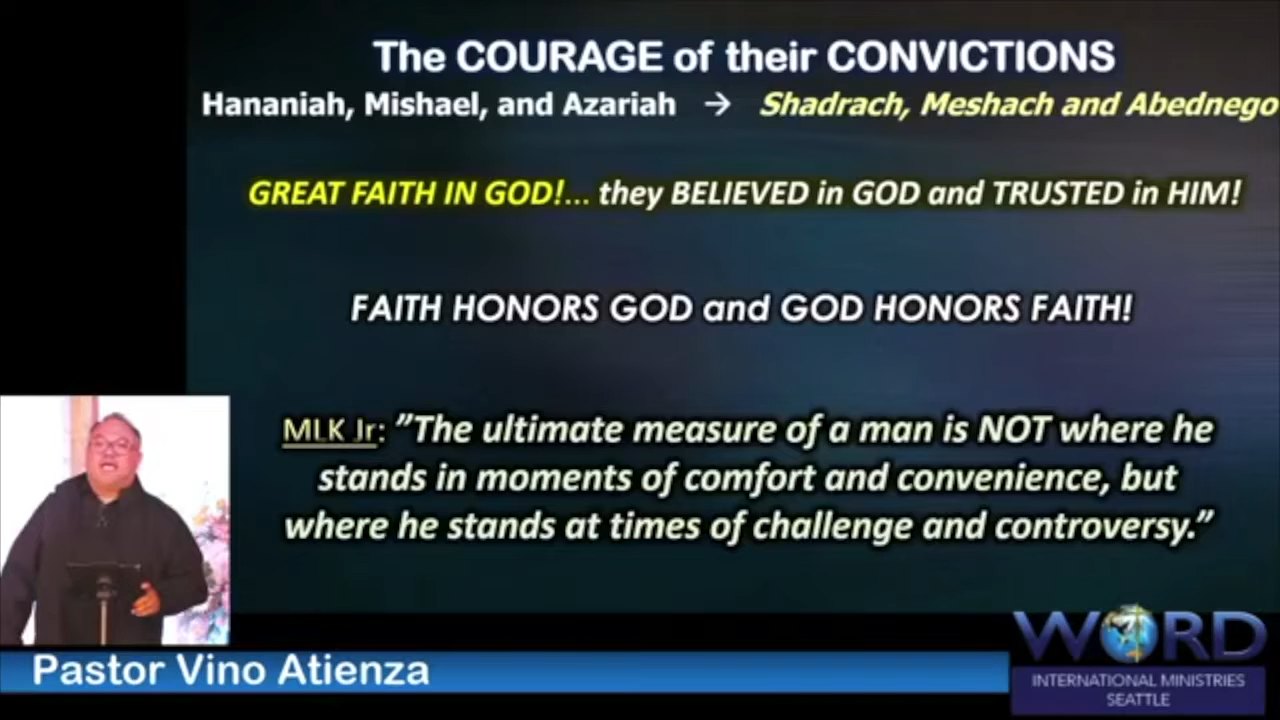 The COURAGE of their CONVICTIONS
Hananiah, Mishael, and Azariah → Shadrach, Meshach and Abednego
GREAT FAITH IN GOD!... they BELIEVED in GOD and TRUSTED in HIM!
FAITH HONORS GOD and GOD HONORS FAITH!
MLK Jr: ”The ultimate measure of a man is NOT where he
stands in moments of comfort and convenience, but
where he stands at times of challenge and controversy.”
Pastor Vino Atienza
WORD
INTERNATIONAL MINISTRIES
SEATTLE